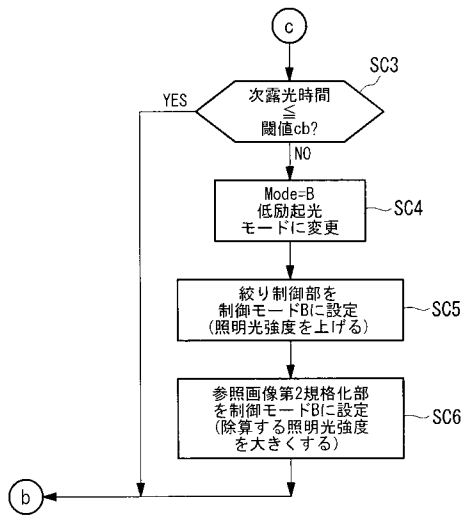 c
SC3
次露光時間
≦
閾値cb?
YES
NO
Mode=B
低励起光
モードに変更
SC4
絞り制御部を
制御モードBに設定
(照明光強度を上げる)
SC5
参照画像第2規格化部
を制御モードBに設定
(除算する照明光強度
を大きくする)
SC6
b